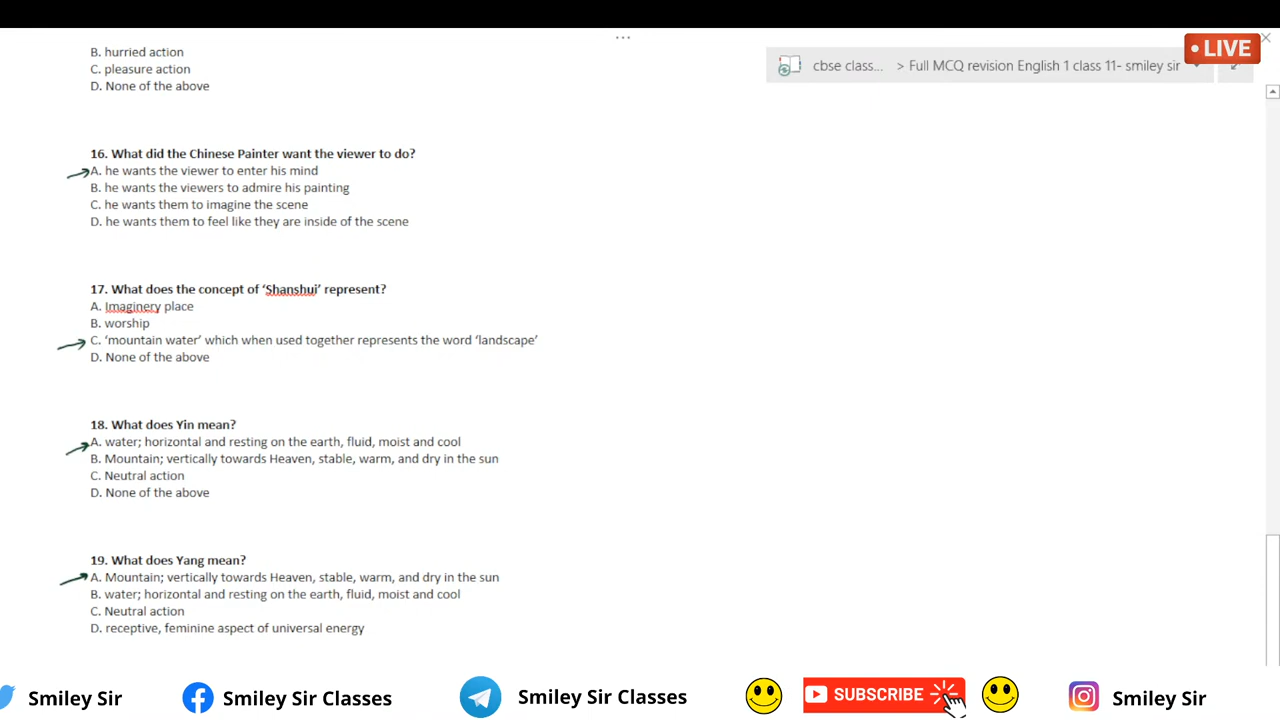 B. hurried action
C. pleasure action
D. None of the above
• LIVE
cbse class... > Full MCQ revision English 1 class 11- smiley sir
16. What did the Chinese Painter want the viewer to do?
A. he wants the viewer to enter his mind
B. he wants the viewers to admire his painting
C. he wants them to imagine the scene
D. he wants them to feel like they are inside of the scene
17. What does the concept of ‘Shanshui’ represent?
A. Imaginery place
B. worship
C. ‘mountain water’ which when used together represents the word ‘landscape’
D. None of the above
18. What does Yin mean?
A. water; horizontal and resting on the earth, fluid, moist and cool
B. Mountain; vertically towards Heaven, stable, warm, and dry in the sun
C. Neutral action
D. None of the above
19. What does Yang mean?
A. Mountain; vertically towards Heaven, stable, warm, and dry in the sun
B. water; horizontal and resting on the earth, fluid, moist and cool
C. Neutral action
D. receptive, feminine aspect of universal energy
Smiley Sir Smiley Sir Classes Smiley Sir Classes SUBSCRIBE Smiley Sir